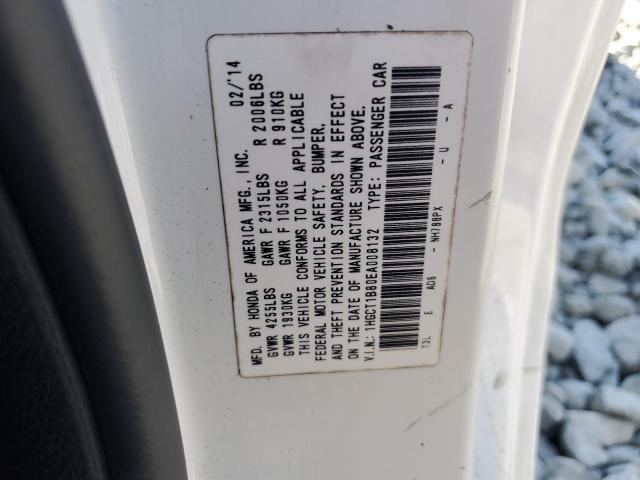 MFD. BY HONDA OF AMERICA MFG., INC. 02/'14
GVWR 4255LBS GAWR F 2315LBS R 2006LBS
GVWR 1930KG GAWR F 1050KG R 910KG
THIS VEHICLE CONFORMS TO ALL APPLICABLE
FEDERAL MOTOR VEHICLE SAFETY, BUMPER,
AND THEFT PREVENTION STANDARDS IN EFFECT
ON THE DATE OF MANUFACTURE SHOWN ABOVE.
V.I.N.: 1HGCT1B80EA008132 TYPE: PASSENGER CAR
T3L E AD6 - NH788PX - U - A